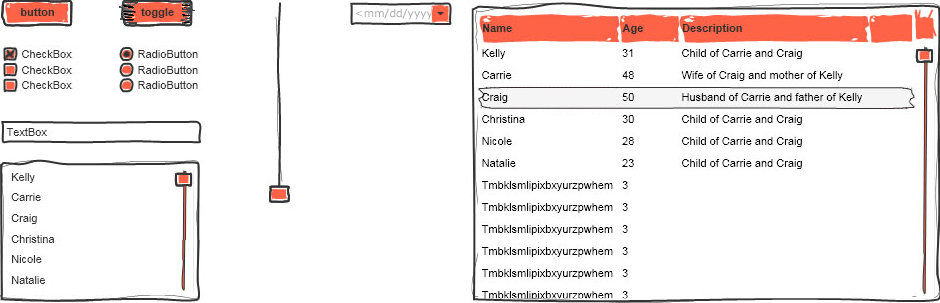 button
toggle
<mm/dd/yyyy
CheckBox
RadioButton
CheckBox
RadioButton
CheckBox
RadioButton
TextBox
Kelly
Carrie
Craig
Christina
Nicole
Natalie
Name Age Description
Kelly 31 Child of Carrie and Craig
Carrie 48 Wife of Craig and mother of Kelly
Craig 50 Husband of Carrie and father of Kelly
Christina 30 Child of Carrie and Craig
Nicole 28 Child of Carrie and Craig
Natalie 23 Child of Carrie and Craig
Tmbklsmlipixbxyurzpwhem 3
Tmbklsmlipixbxyurzpwhem 3
Tmbklsmlipixbxyurzpwhem 3
Tmbklsmlipixbxyurzpwhem 3
Tmbklsmlipixbxyurzpwhem 3
Tmbklsmlipixbxyurzpwhem 3